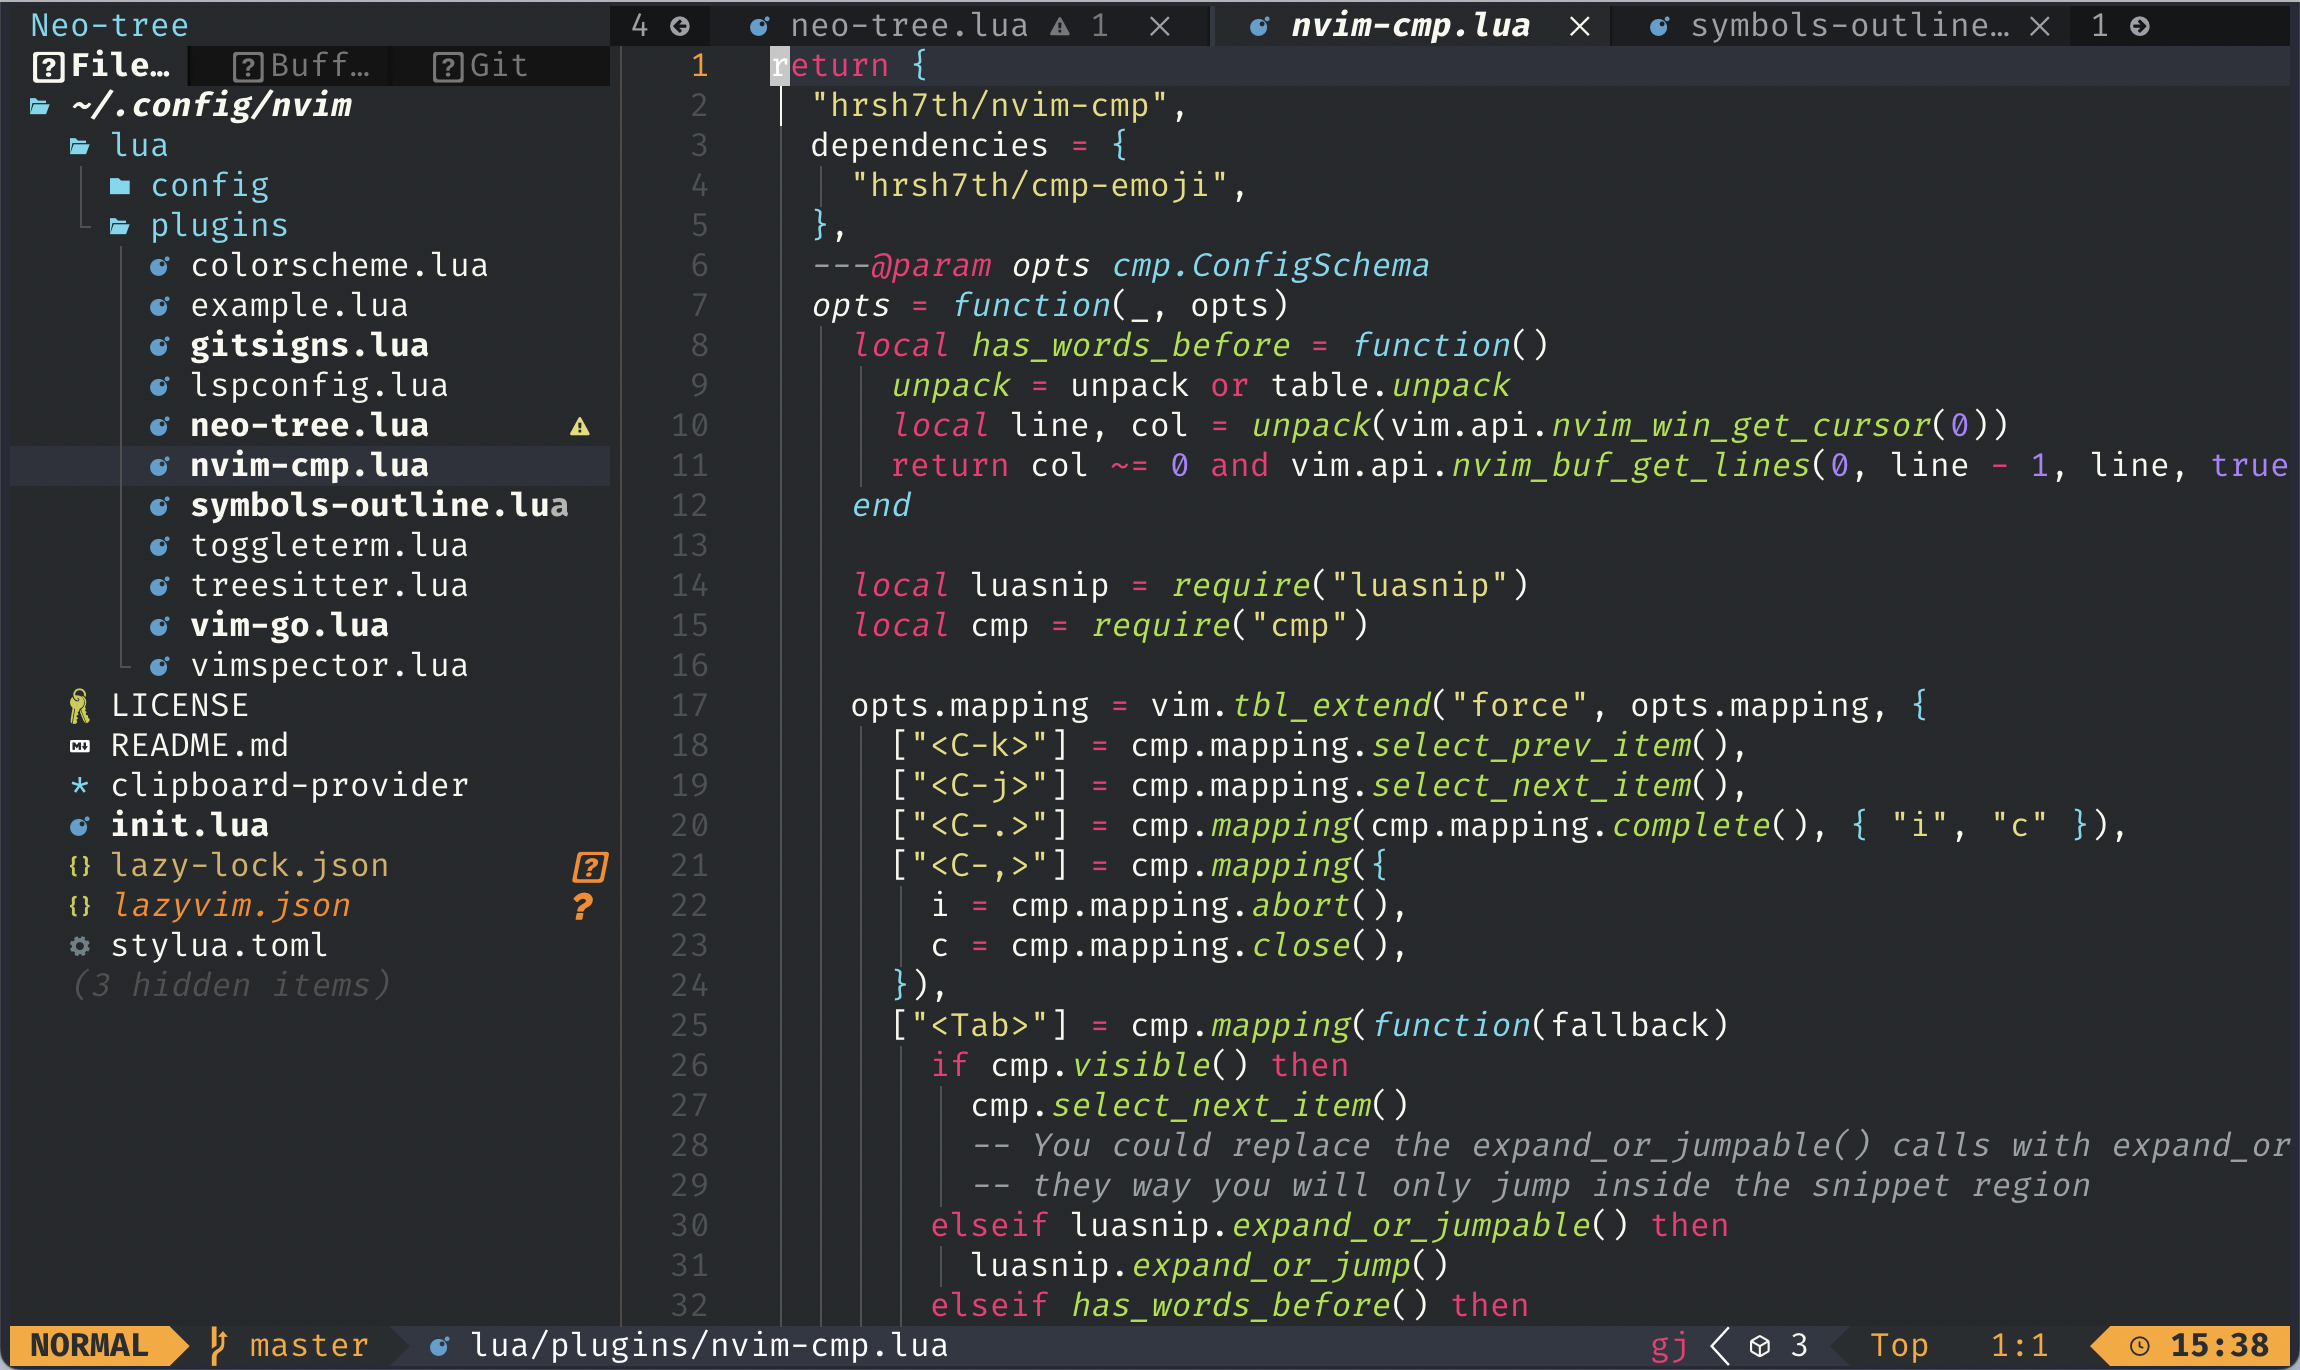 Neo-tree
File…  Buff…  Git
~/.config/nvim
lua
config
plugins
colorscheme.lua
example.lua
gitsigns.lua
lspconfig.lua
neo-tree.lua
nvim-cmp.lua
symbols-outline.lua
toggleterm.lua
treesitter.lua
vim-go.lua
vimspector.lua
LICENSE
README.md
clipboard-provider
init.lua
{} lazy-lock.json ?
{} lazyvim.json ?
stylua.toml
(3 hidden items)
4 neo-tree.lua 1 × nvim-cmp.lua × symbols-outline… × 1
1 return {
2   "hrsh7th/nvim-cmp",
3   dependencies = {
4     "hrsh7th/cmp-emoji",
5   },
6   ---@param opts cmp.ConfigSchema
7   opts = function(_, opts)
8     local has_words_before = function()
9       unpack = unpack or table.unpack
10       local line, col = unpack(vim.api.nvim_win_get_cursor(0))
11       return col ~= 0 and vim.api.nvim_buf_get_lines(0, line - 1, line, true
12     end
13
14     local luasnip = require("luasnip")
15     local cmp = require("cmp")
16
17     opts.mapping = vim.tbl_extend("force", opts.mapping, {
18       ["<C-k>"] = cmp.mapping.select_prev_item(),
19       ["<C-j>"] = cmp.mapping.select_next_item(),
20       ["<C-.>"] = cmp.mapping(cmp.mapping.complete(), { "i", "c" }),
21       ["<C-,>"] = cmp.mapping({
22         i = cmp.mapping.abort(),
23         c = cmp.mapping.close(),
24       }),
25       ["<Tab>"] = cmp.mapping(function(fallback)
26         if cmp.visible() then
27           cmp.select_next_item()
28           -- You could replace the expand_or_jumpable() calls with expand_or
29           -- they way you will only jump inside the snippet region
30         elseif luasnip.expand_or_jumpable() then
31           luasnip.expand_or_jump()
32         elseif has_words_before() then
NORMAL master lua/plugins/nvim-cmp.lua gj 3 Top 1:1 15:38